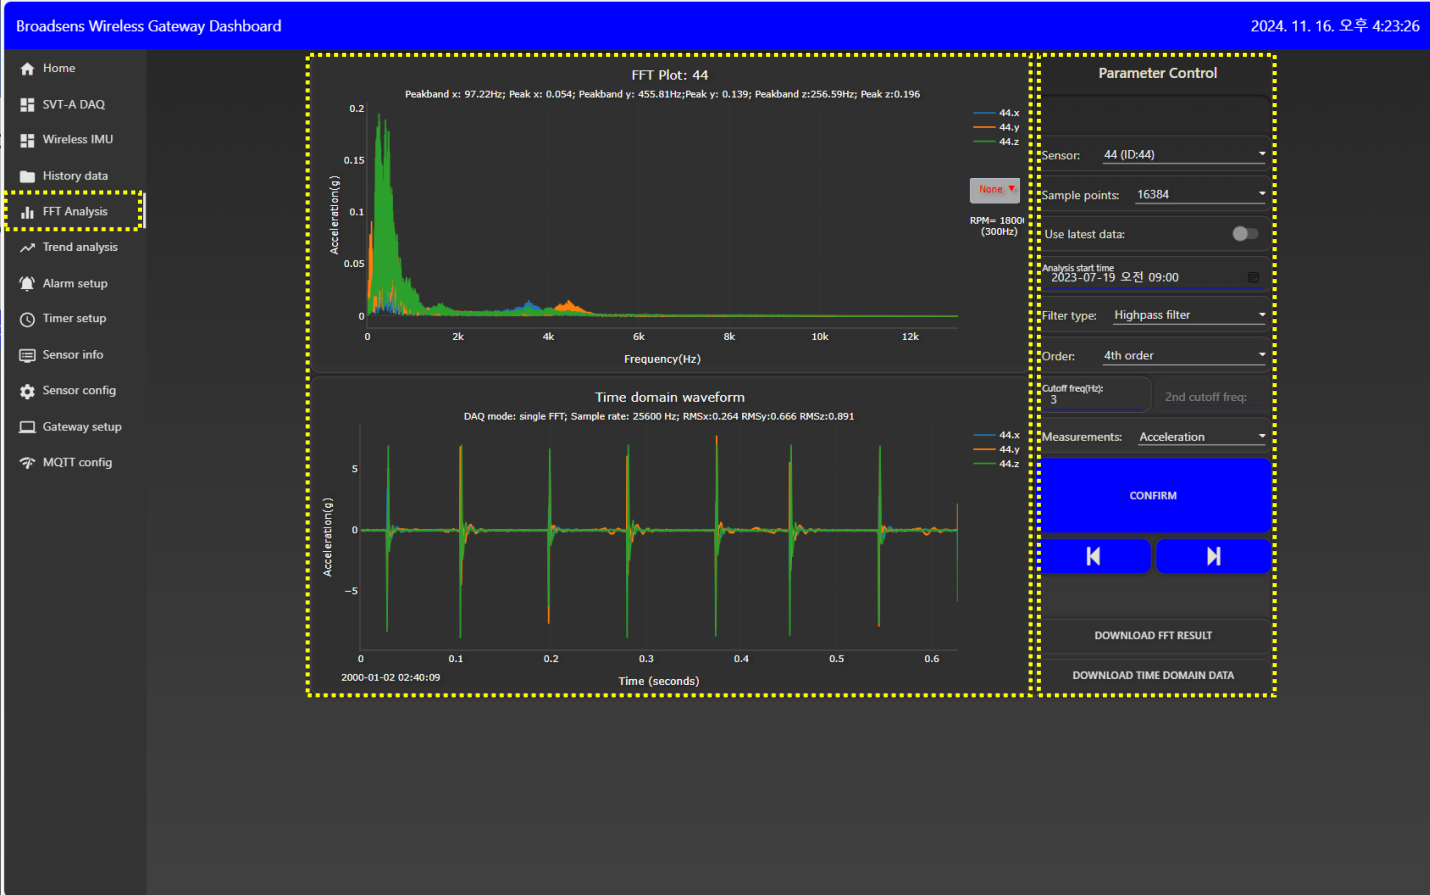 Broadsens Wireless Gateway Dashboard
2024. 11. 16. 오후 4:23:26
Home
SVT-A DAQ
Wireless IMU
History data
FFT Analysis
Trend analysis
Alarm setup
Timer setup
Sensor info
Sensor config
Gateway setup
MQTT config
FFT Plot: 44
Peakband x: 97.22Hz; Peak x: 0.054; Peakband y: 455.81Hz;Peak y: 0.139; Peakband z:256.59Hz; Peak z:0.196
0.2
0.15
0.1
0.05
0
Acceleration(g)
0
2k
4k
6k
8k
10k
12k
Frequency(Hz)
44.x
44.y
44.z
None ▼
RPM= 1800
(300Hz)
Time domain waveform
DAQ mode: single FFT; Sample rate: 25600 Hz; RMSx:0.264 RMSy:0.666 RMSz:0.891
5
0
−5
Acceleration(g)
0
0.1
0.2
0.3
0.4
0.5
0.6
2000-01-02 02:40:09
Time (seconds)
44.x
44.y
44.z
Parameter Control
Sensor: 44 (ID:44)
Sample points: 16384
Use latest data:
Analysis start time
2023-07-19 오전 09:00
Filter type: Highpass filter
Order: 4th order
Cutoff freq(Hz):
3
2nd cutoff freq:
Measurements: Acceleration
CONFIRM
DOWNLOAD FFT RESULT
DOWNLOAD TIME DOMAIN DATA